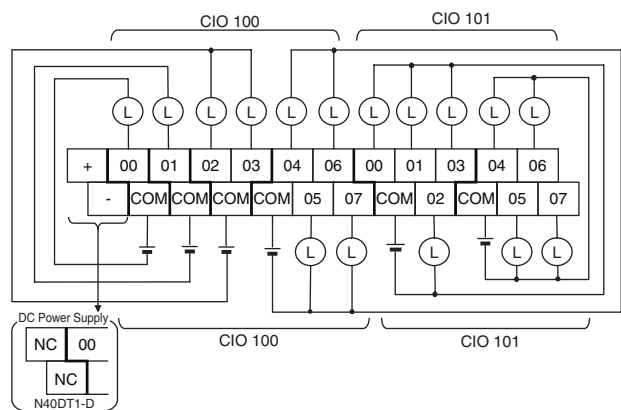 CIO 100 CIO 101
L L L L L L L L L L L
+ 00 01 02 03 04 06 00 01 03 04 06
- COM COM COM COM 05 07 COM 02 COM 05 07
L L L L L
DC Power Supply
NC 00
NC
N40DT1-D
CIO 100 CIO 101